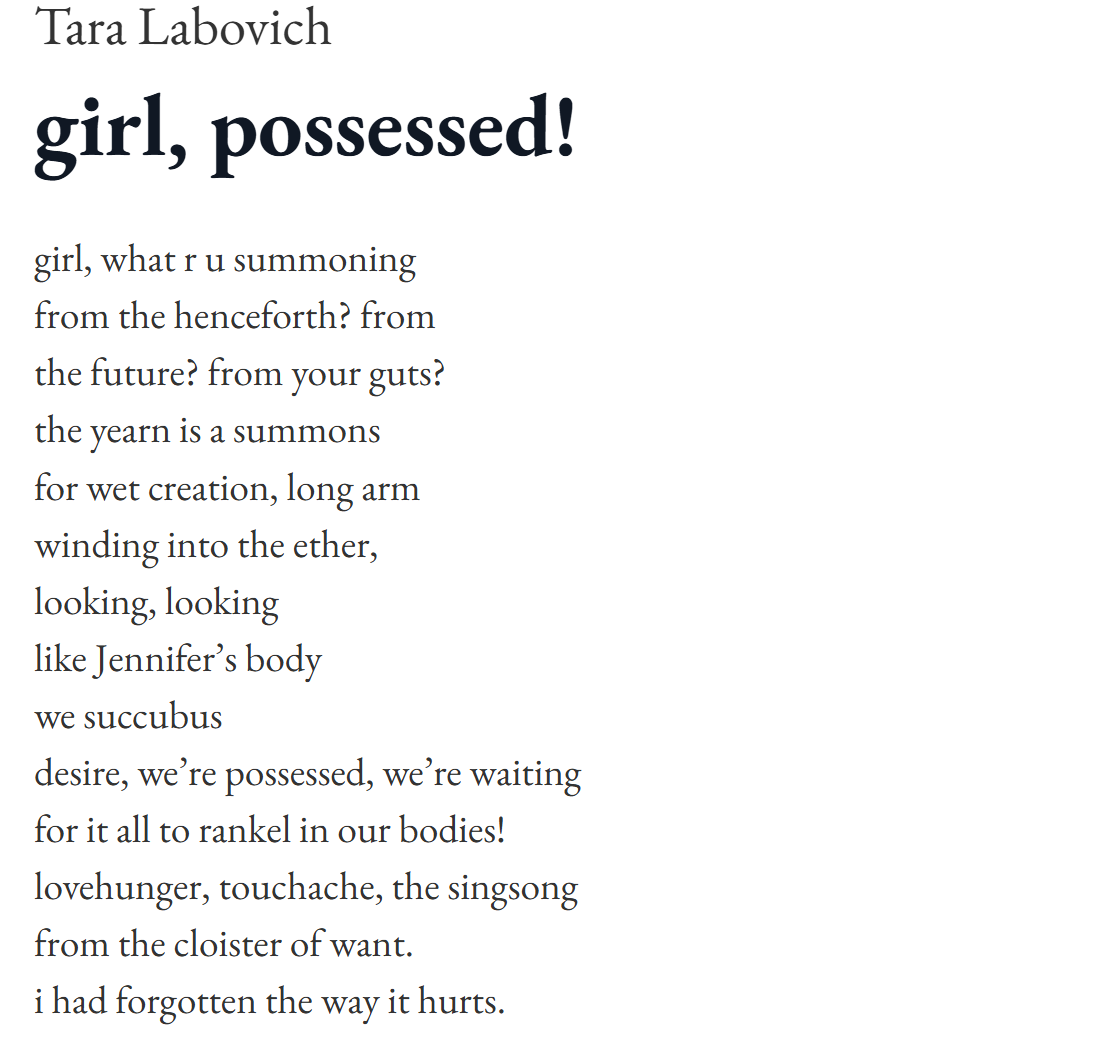 Tara Labovich
girl, possessed!
girl, what r u summoning
from the henceforth? from
the future? from your guts?
the yearn is a summons
for wet creation, long arm
winding into the ether,
looking, looking
like Jennifer’s body
we succubus
desire, we’re possessed, we’re waiting
for it all to rankel in our bodies!
lovehunger, touchache, the singsong
from the cloister of want.
i had forgotten the way it hurts.